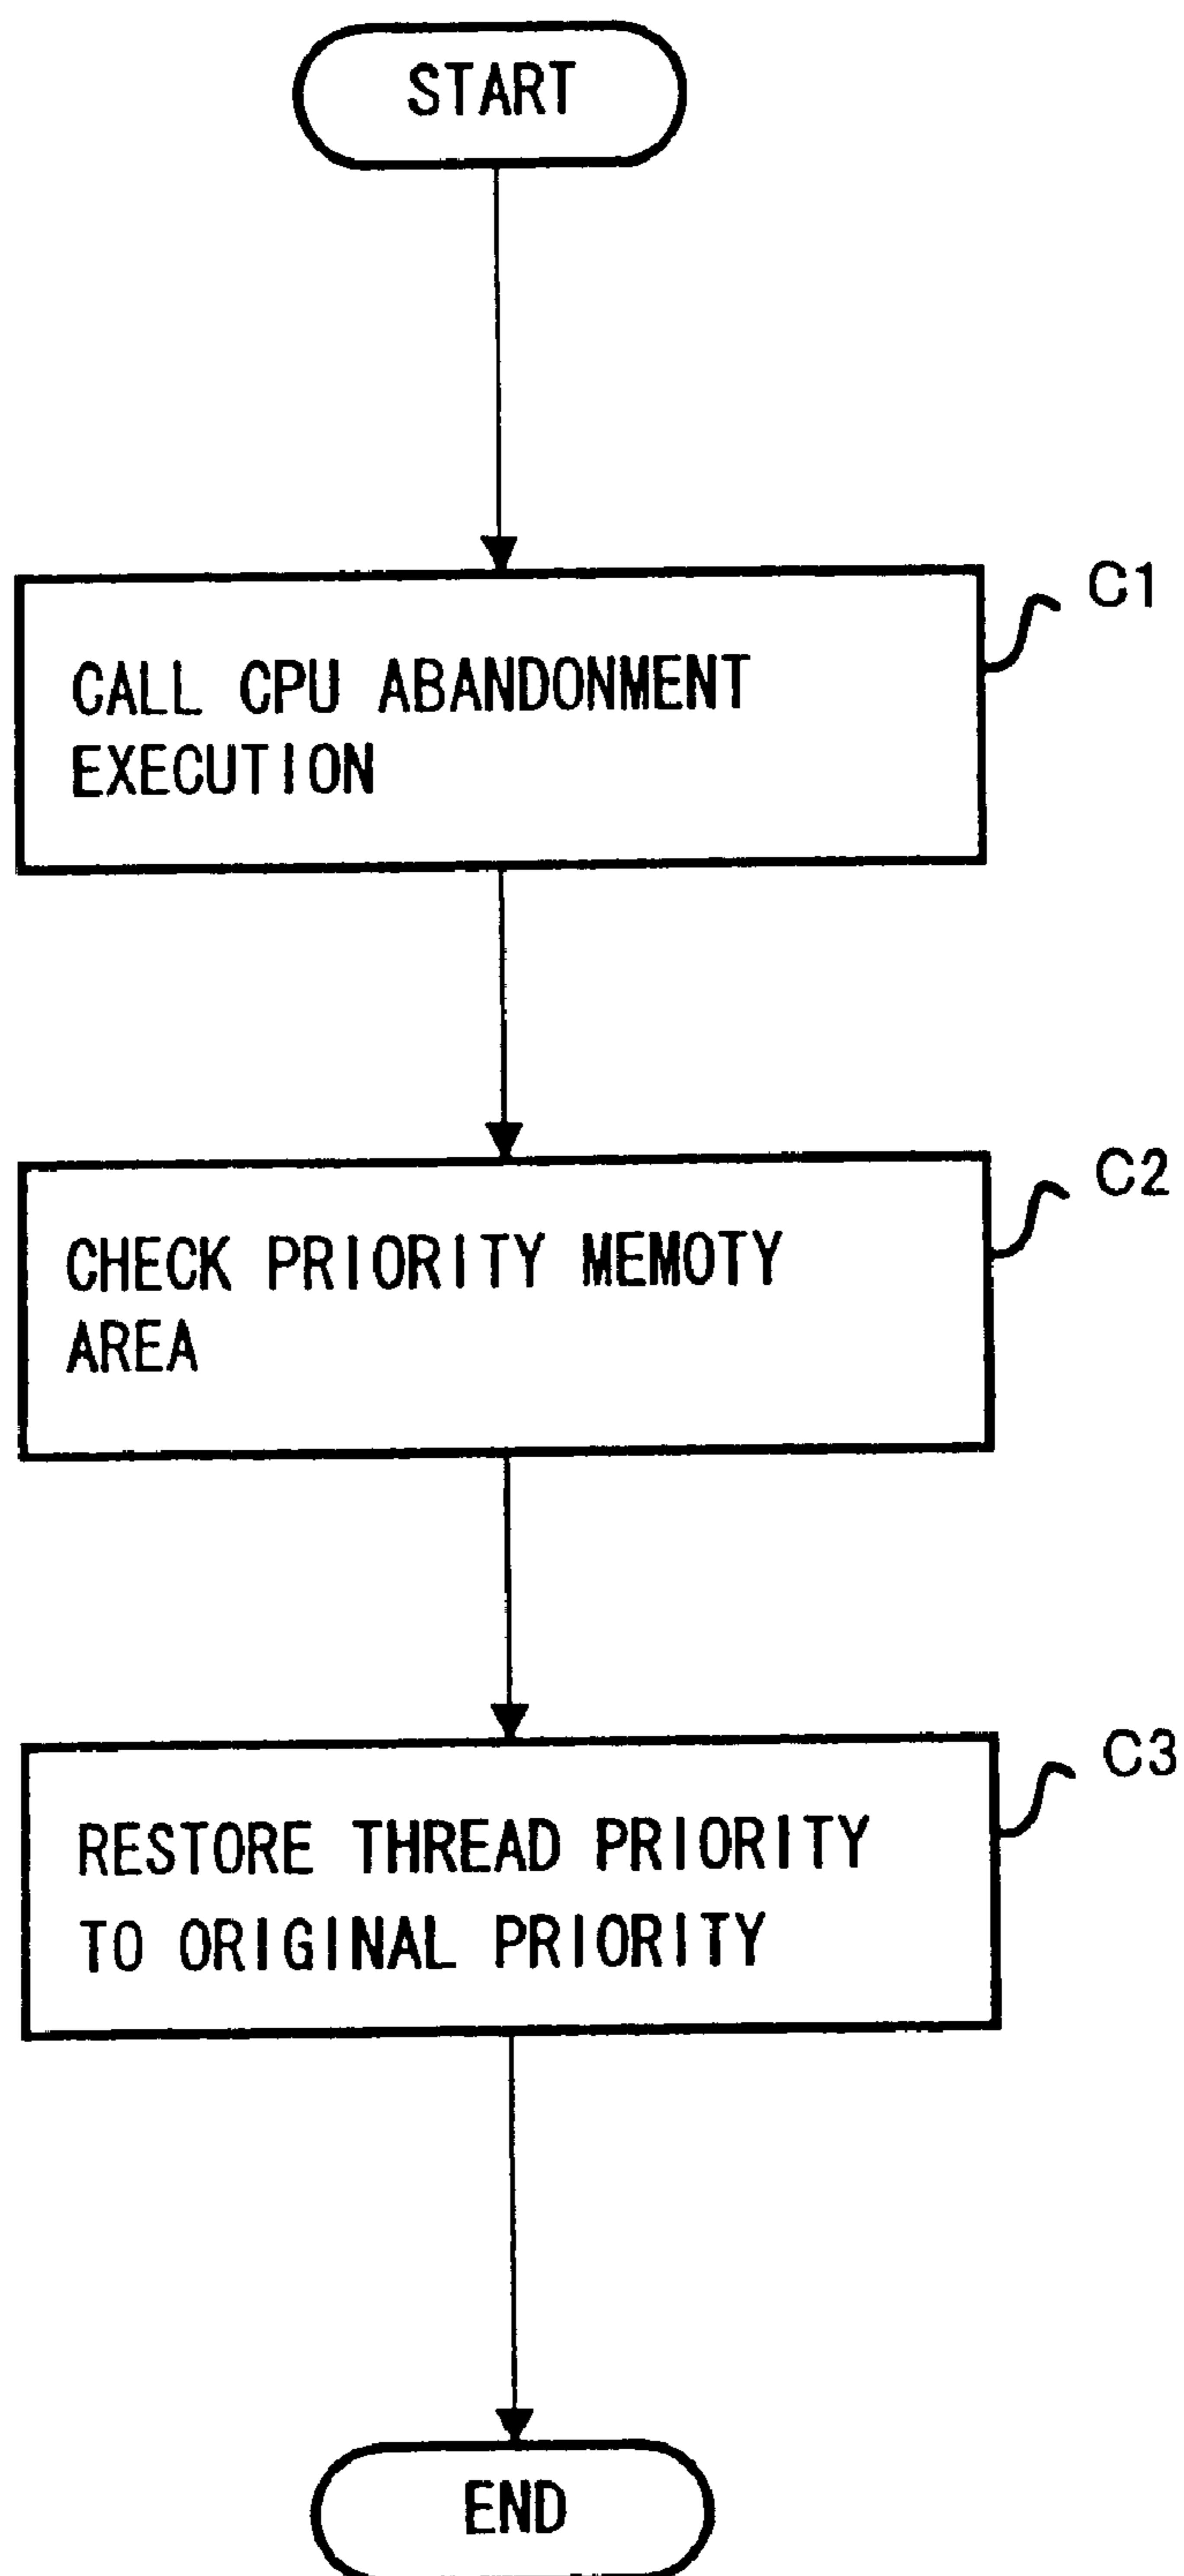 START
C1
CALL CPU ABANDONMENT
EXECUTION
C2
CHECK PRIORITY MEMOTY
AREA
C3
RESTORE THREAD PRIORITY
TO ORIGINAL PRIORITY
END